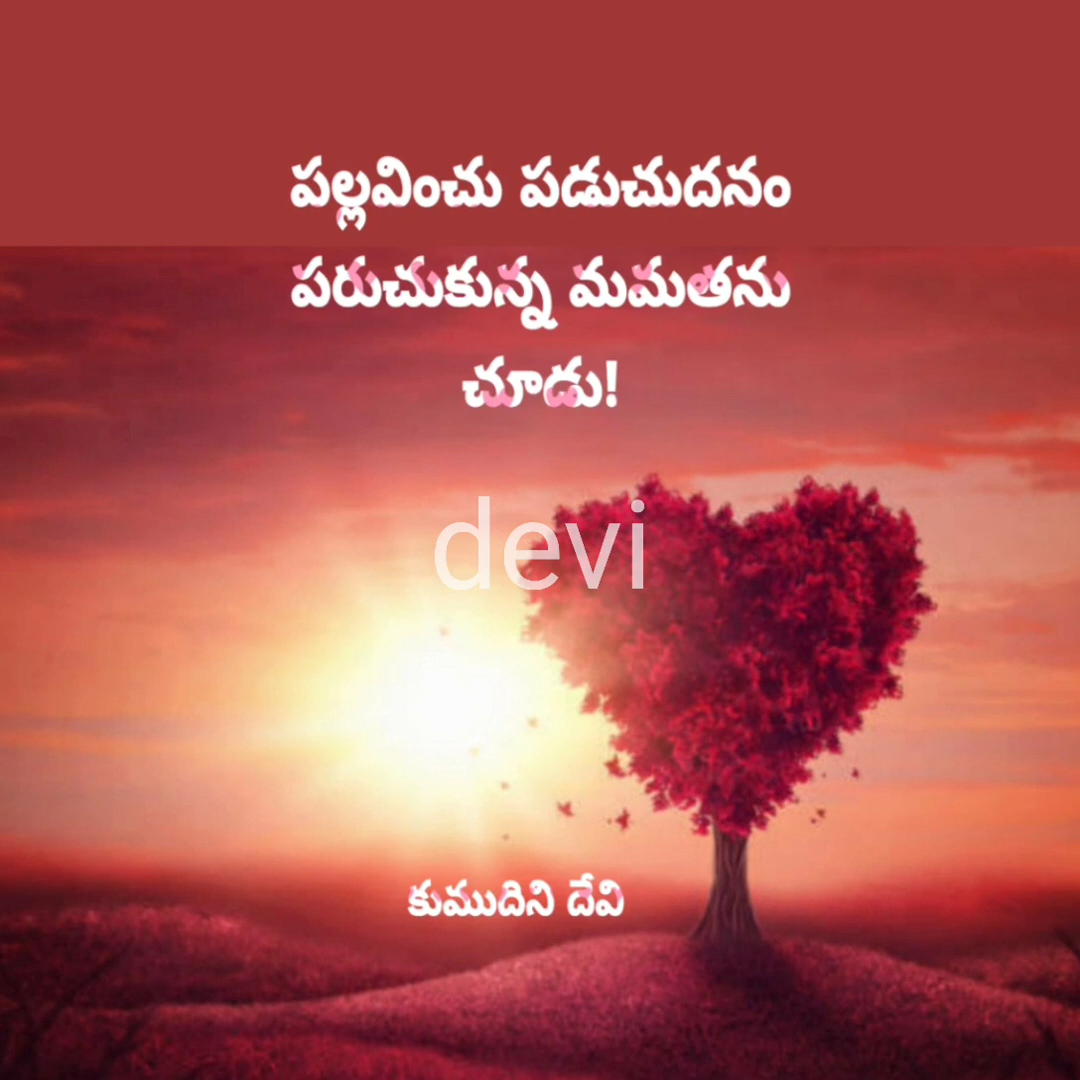 పల్లవించు పడుచుదనం
పరుచుకున్న మమతను
చూడు!
devi
కుముదిని దేవి